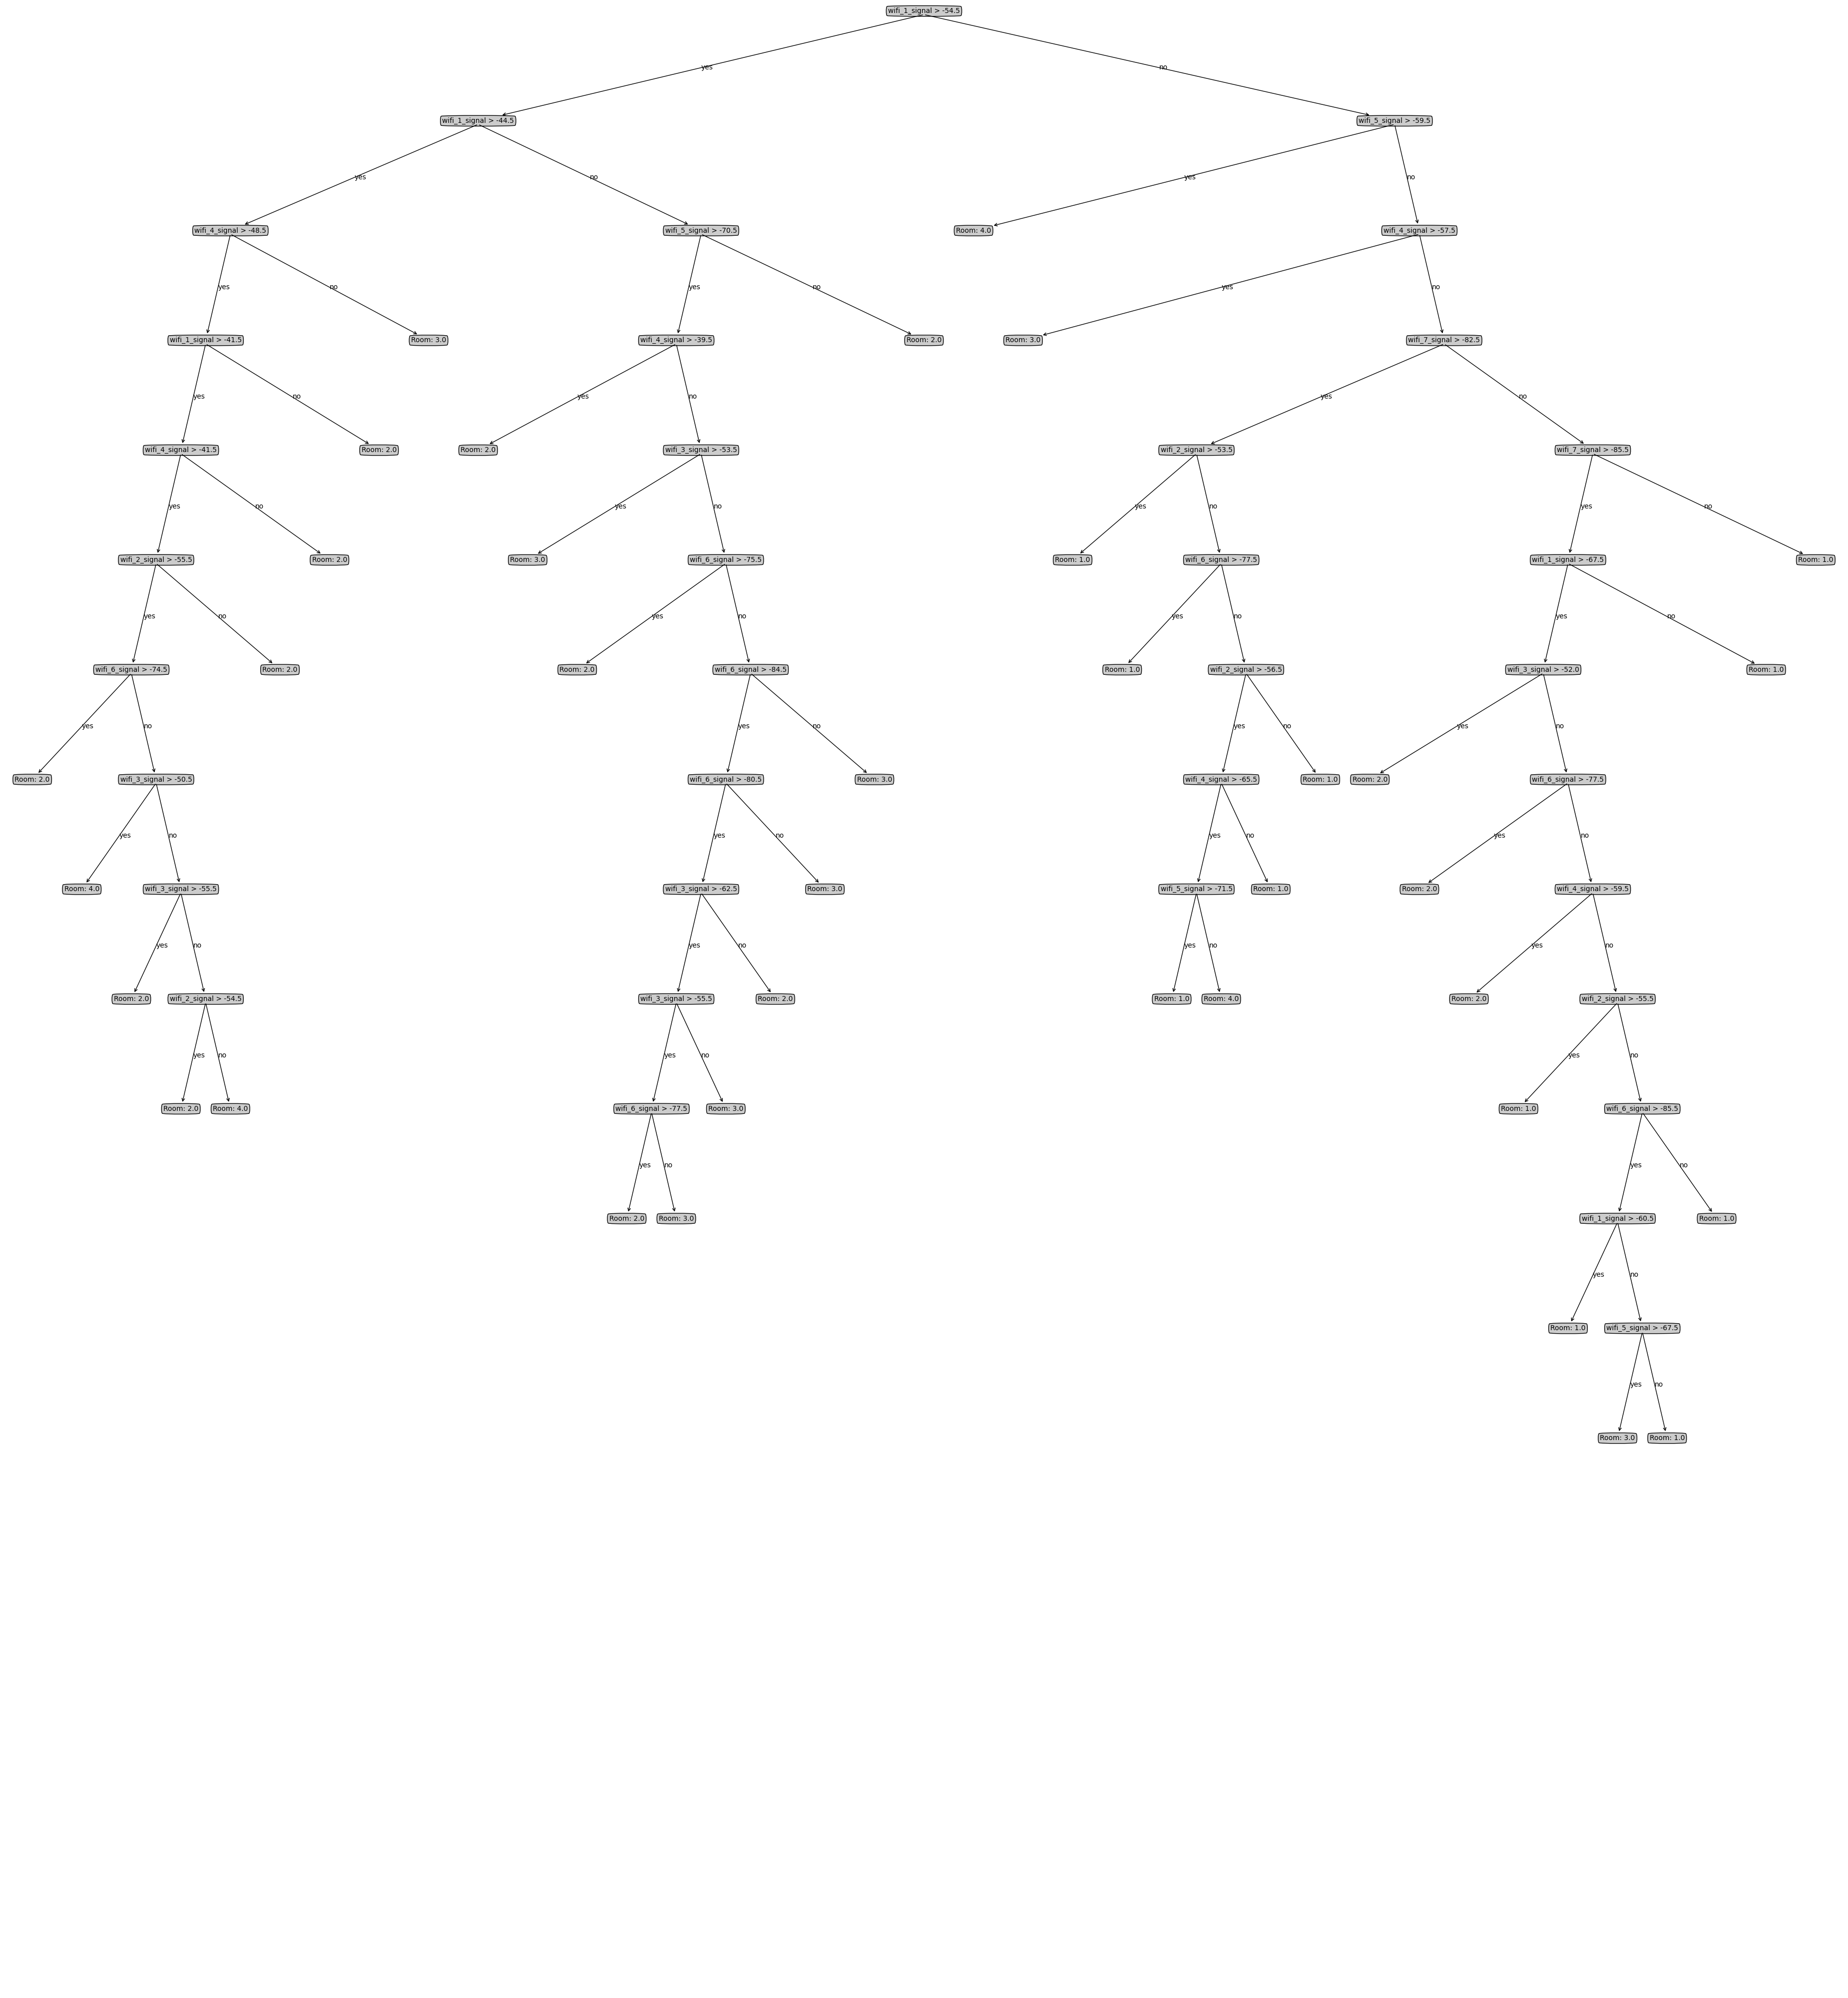 wifi_1_signal > -54.5
yes
no
wifi_1_signal > -44.5
wifi_5_signal > -59.5
yes
no
yes
no
wifi_4_signal > -48.5
wifi_5_signal > -70.5
Room: 4.0
wifi_4_signal > -57.5
yes
no
yes
no
yes
no
wifi_1_signal > -41.5
Room: 3.0
wifi_4_signal > -39.5
Room: 2.0
Room: 3.0
wifi_7_signal > -82.5
yes
no
yes
no
yes
no
wifi_4_signal > -41.5
Room: 2.0
Room: 2.0
wifi_3_signal > -53.5
wifi_2_signal > -53.5
wifi_7_signal > -85.5
yes
no
yes
no
yes
no
yes
no
wifi_2_signal > -55.5
Room: 2.0
Room: 3.0
wifi_6_signal > -75.5
Room: 1.0
wifi_6_signal > -77.5
wifi_1_signal > -67.5
Room: 1.0
yes
no
yes
no
yes
no
yes
no
wifi_6_signal > -74.5
Room: 2.0
Room: 2.0
wifi_6_signal > -84.5
Room: 1.0
wifi_2_signal > -56.5
wifi_3_signal > -52.0
Room: 1.0
yes
no
yes
no
yes
no
yes
no
Room: 2.0
wifi_3_signal > -50.5
wifi_6_signal > -80.5
Room: 3.0
wifi_4_signal > -65.5
Room: 1.0
Room: 2.0
wifi_6_signal > -77.5
yes
no
yes
no
yes
no
yes
no
Room: 4.0
wifi_3_signal > -55.5
wifi_3_signal > -62.5
Room: 3.0
wifi_5_signal > -71.5
Room: 1.0
Room: 2.0
wifi_4_signal > -59.5
yes
no
yes
no
yes
no
yes
no
Room: 2.0
wifi_2_signal > -54.5
wifi_3_signal > -55.5
Room: 2.0
Room: 1.0
Room: 4.0
Room: 2.0
wifi_2_signal > -55.5
yes
no
yes
no
yes
no
Room: 2.0
Room: 4.0
wifi_6_signal > -77.5
Room: 3.0
Room: 1.0
wifi_6_signal > -85.5
yes
no
yes
no
Room: 2.0
Room: 3.0
wifi_1_signal > -60.5
Room: 1.0
yes
no
Room: 1.0
wifi_5_signal > -67.5
yes
no
Room: 3.0
Room: 1.0